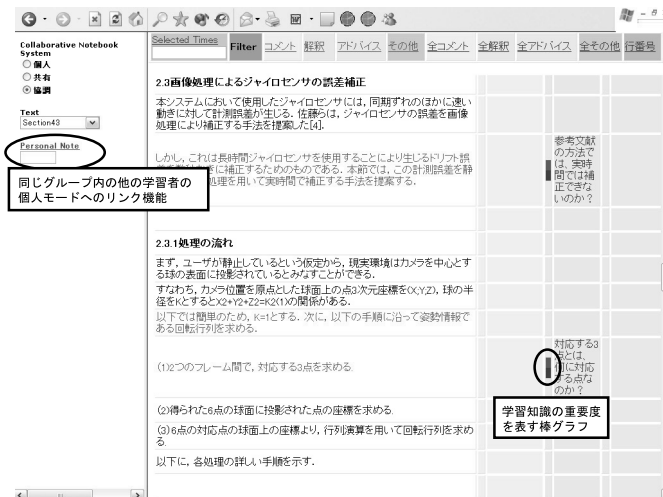 Collaborative Notebook
System
個人
共有
協調
Text
Section43
Personal Note
同じグループ内の他の学習者の
個人モードへのリンク機能
Selected Times
Filter コメント 解釈 アドバイス その他 全コメント 全解釈 全アドバイス 全その他 行番号
2.3画像処理によるジャイロセンサの誤差補正
本システムにおいて使用したジャイロセンサには, 同期ずれのほかに速い
動きに対して計測誤差が生じる. 佐藤らは, ジャイロセンサの誤差を画像
処理により補正する手法を提案した[4].
しかし, これは長時間ジャイロセンサを使用することにより生じるドリフト誤
に補正するためのものである. 本節では, この計測誤差を静
処理を用いて実時間で補正する手法を提案する.
参考文献
の方法で
は、実時
間では補
正できな
いのか？
2.3.1処理の流れ
まず, ユーザが静止しているという仮定から, 現実環境はカメラを中心とす
る球の表面に投影されているとみなすことができる.
すなわち, カメラ位置を原点とした球面上の点3次元座標を(X,Y,Z), 球の半
径をKとするとX2+Y2+Z2=K2(1)の関係がある.
以下では簡単のため, K=1とする. 次に, 以下の手順に沿って姿勢情報で
ある回転行列を求める.
(1)2つのフレーム間で, 対応する3点を求める.
対応する3
点とは、
何に対応
する点な
のか？
学習知識の重要度
を表す棒グラフ
(2)得られた6点の球面に投影された点の座標を求める.
(3)6点の対応点の球面上の座標より, 行列演算を用いて回転行列を求め
る.
以下に, 各処理の詳しい手順を示す.